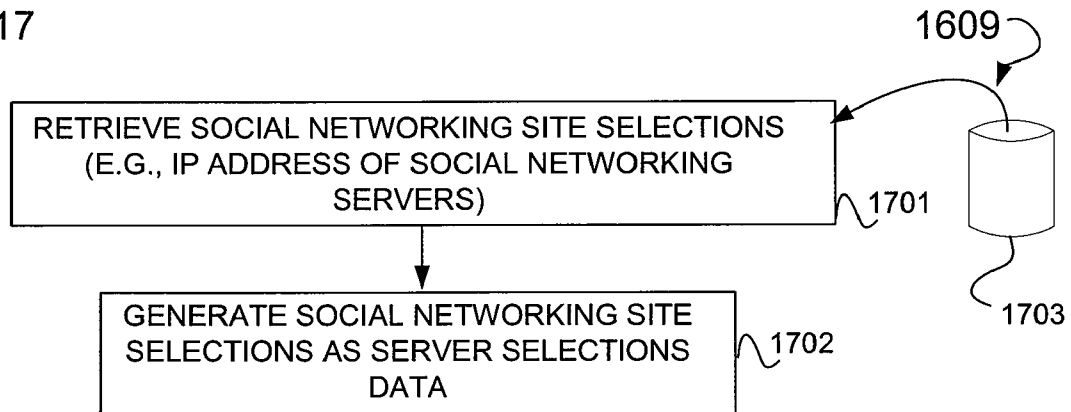 17
1609
RETRIEVE SOCIAL NETWORKING SITE SELECTIONS
(E.G., IP ADDRESS OF SOCIAL NETWORKING
SERVERS)
1701
1703
GENERATE SOCIAL NETWORKING SITE
SELECTIONS AS SERVER SELECTIONS
DATA
1702